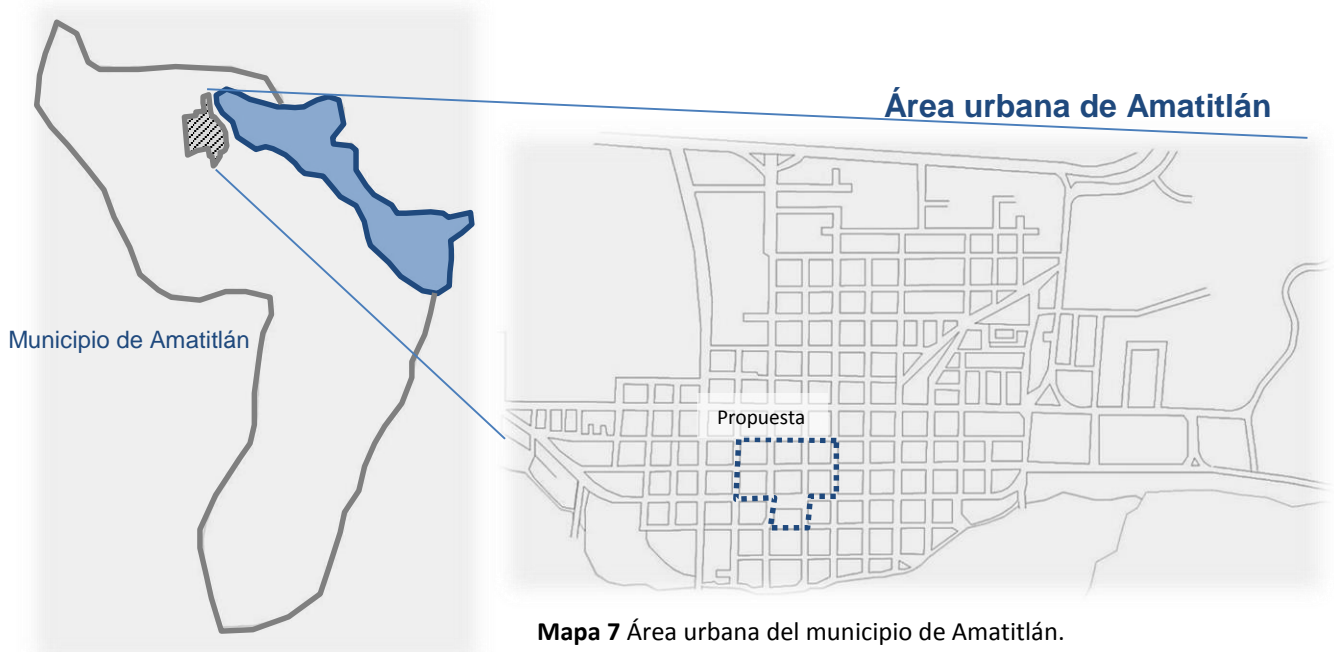 Área urbana de Amatitlán
Municipio de Amatitlán
Propuesta
Mapa 7 Área urbana del municipio de Amatitlán.